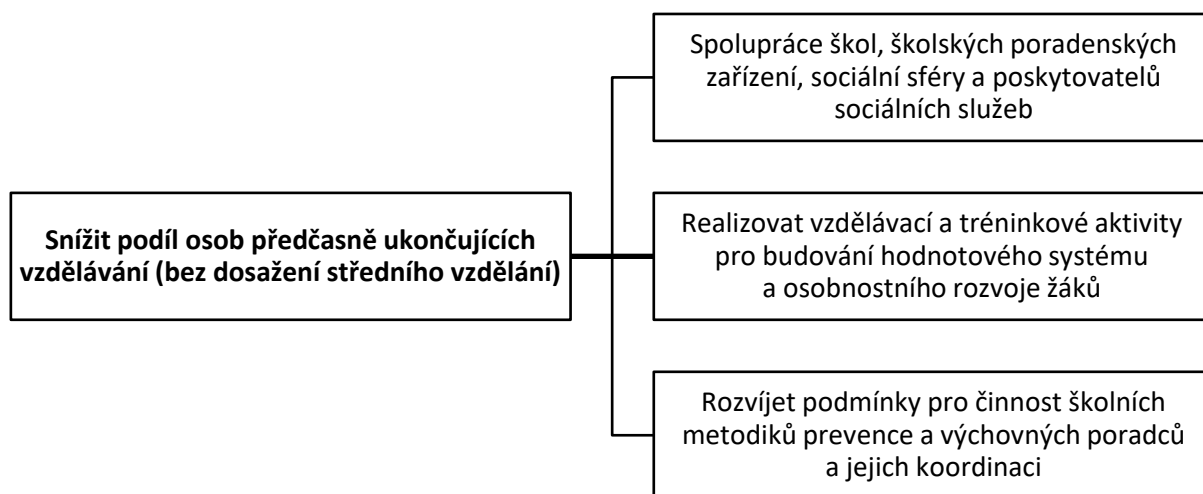 Spolupráce škol, školských poradenských
zařízení, sociální sféry a poskytovatelů
sociálních služeb
Snížit podíl osob předčasně ukončujících
vzdělávání (bez dosažení středního vzdělání)
Realizovat vzdělávací a tréninkové aktivity
pro budování hodnotového systému
a osobnostního rozvoje žáků
Rozvíjet podmínky pro činnost školních
metodiků prevence a výchovných poradců
a jejich koordinaci